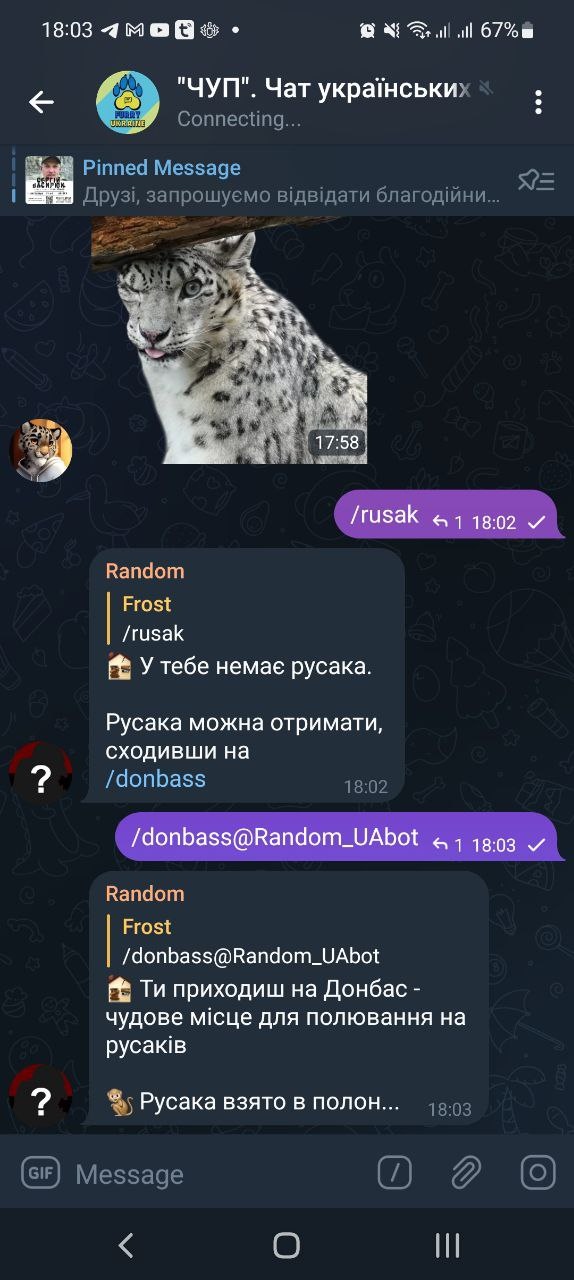 18:03
67%
"ЧУП". Чат українських
Connecting...
FURRY
UKRAINE
Pinned Message
Друзі, запрошуємо відвідати благодійни...
17:58
/rusak 1 18:02
Random
Frost
/rusak
У тебе немає русака.
Русака можна отримати,
сходивши на
/donbass
18:02
?
/donbass@Random_UAbot 1 18:03
Random
Frost
/donbass@Random_UAbot
Ти приходиш на Донбас -
чудове місце для полювання на
русаків
Русака взято в полон...
18:03
?
GIF Message